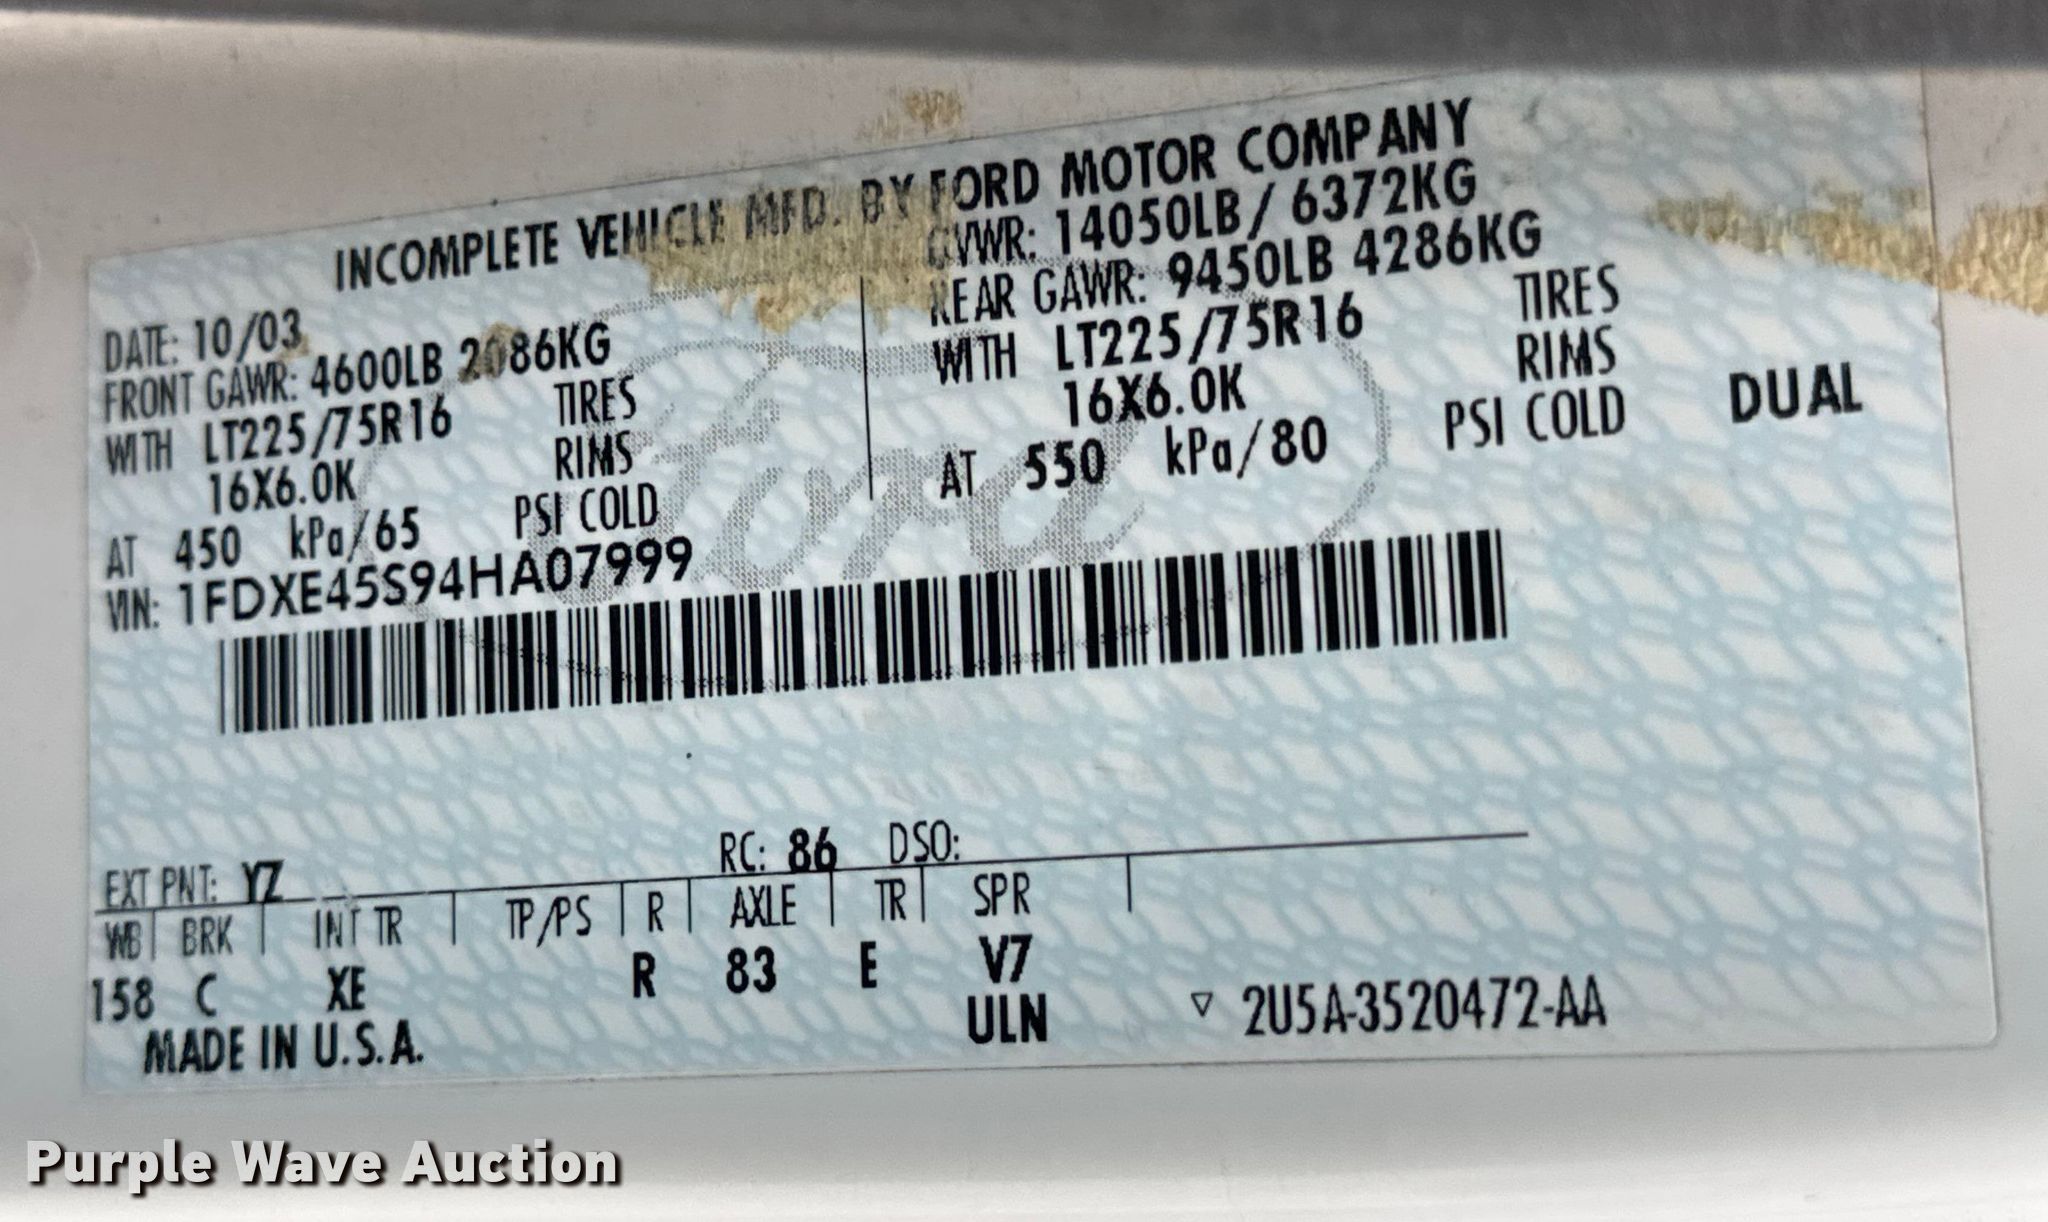 INCOMPLETE VEHICLE MFD. BY FORD MOTOR COMPANY
DATE: 10/03 GVWR: 14050LB / 6372KG
FRONT GAWR: 4600LB 2086KG REAR GAWR: 9450LB 4286KG
WITH LT225/75R16 TIRES WITH LT225/75R16 TIRES
16X6.0K RIMS 16X6.0K RIMS
AT 450 kPa/65 PSI COLD AT 550 kPa/80 PSI COLD DUAL
VIN: 1FDXE45S94HA07999
Ford
EXT PNT: YZ RC: 86 DSO:
WB BRK INT TR TP/PS R AXLE TR SPR
158 C XE R 83 E V7
ULN
MADE IN U.S.A. ▽ 2U5A-3520472-AA
Purple Wave Auction